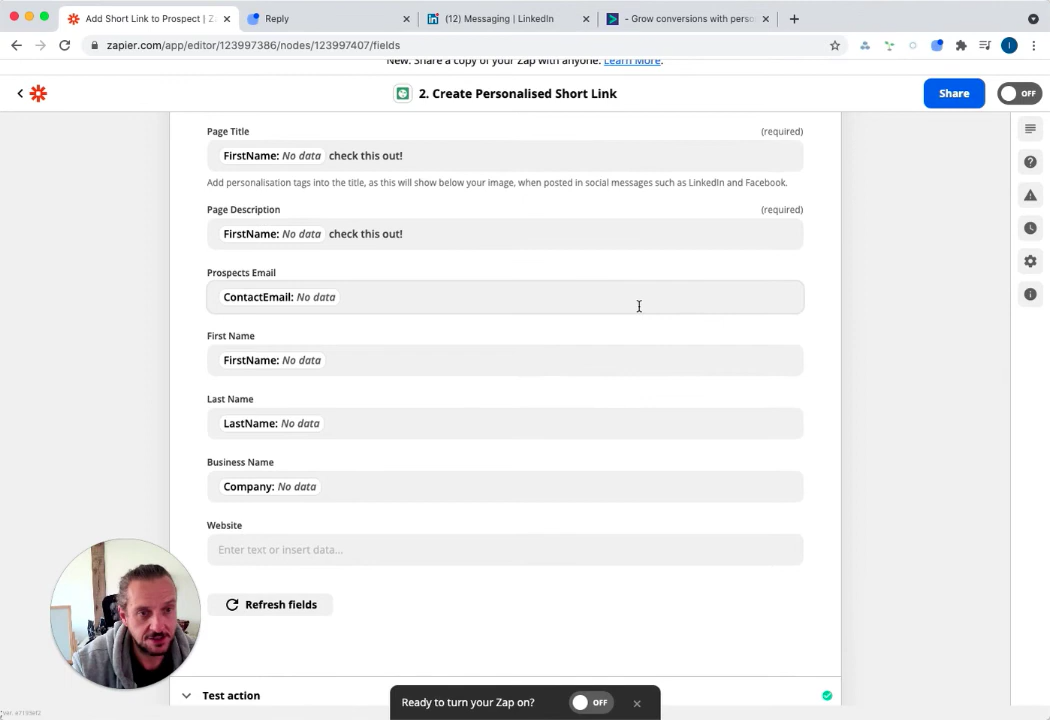 Add Short Link to Prospect | Z
Reply
(12) Messaging | LinkedIn
- Grow conversions with perso
zapier.com/app/editor/123997386/nodes/123997407/fields
New: Share a copy of your Zap with anyone. Learn More.
2. Create Personalised Short Link
Share
OFF
Page Title
(required)
FirstName: No data check this out!
Add personalisation tags into the title, as this will show below your image, when posted in social messages such as LinkedIn and Facebook.
Page Description
(required)
FirstName: No data check this out!
Prospects Email
ContactEmail: No data
First Name
FirstName: No data
Last Name
LastName: No data
Business Name
Company: No data
Website
Enter text or insert data...
Refresh fields
Test action
Ready to turn your Zap on?
OFF